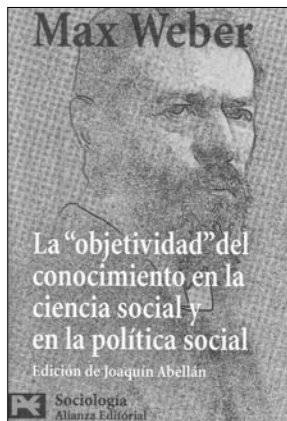 Max Weber
La “objetividad” del
conocimiento en la
ciencia social y
en la política social
Edición de Joaquín Abellán
Sociología
Alianza Editorial